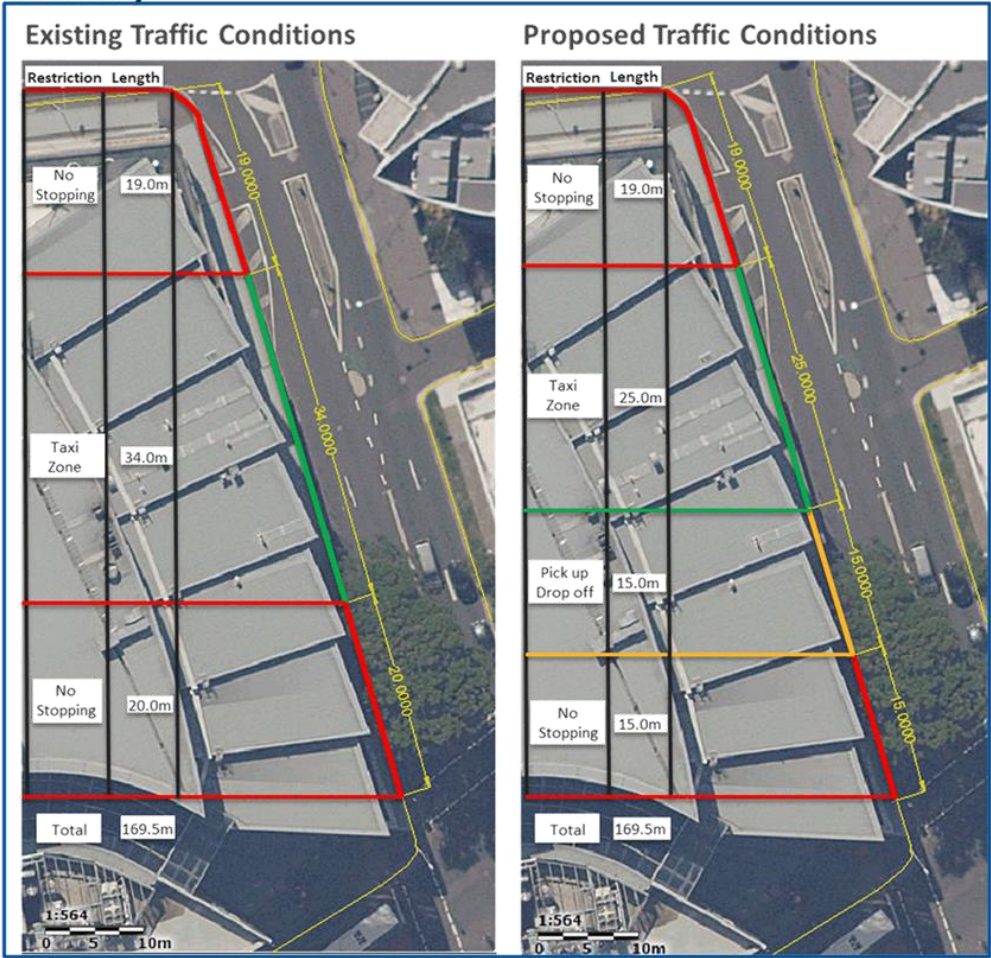 Existing Traffic Conditions
Restriction Length
No
Stopping
19.0m
19.0000
Taxi
Zone
34.0m
34.0000
No
Stopping
20.0m
20.0000
Total 169.5m
1:564
0 5 10m
Proposed Traffic Conditions
Restriction Length
No
Stopping
19.0m
19.0000
Taxi
Zone
25.0m
25.0000
Pick up
Drop off
15.0m
15.0000
No
Stopping
15.0m
15.0000
Total 169.5m
1:564
0 5 10m